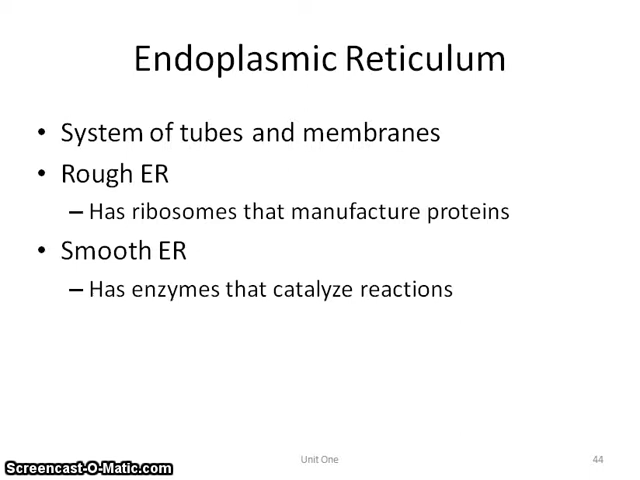 Endoplasmic Reticulum
• System of tubes and membranes
• Rough ER
– Has ribosomes that manufacture proteins
• Smooth ER
– Has enzymes that catalyze reactions
Unit One
44
Screencast-O-Matic.com